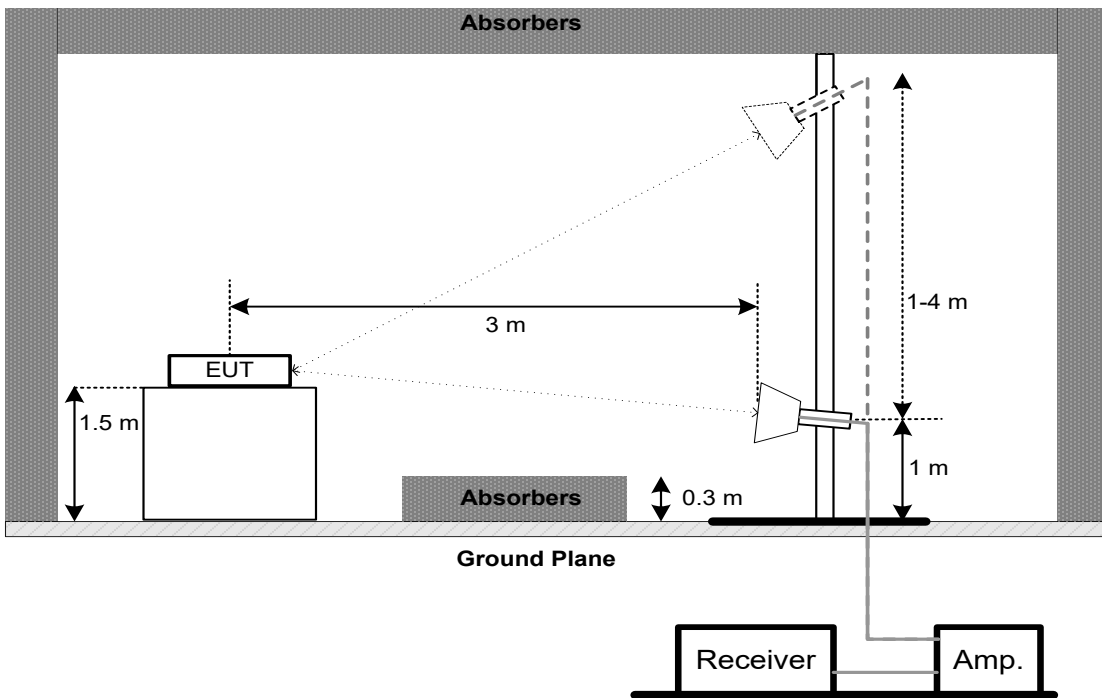 Absorbers
1-4 m
3 m
EUT
1.5 m
1 m
Absorbers
0.3 m
Ground Plane
Receiver
Amp.